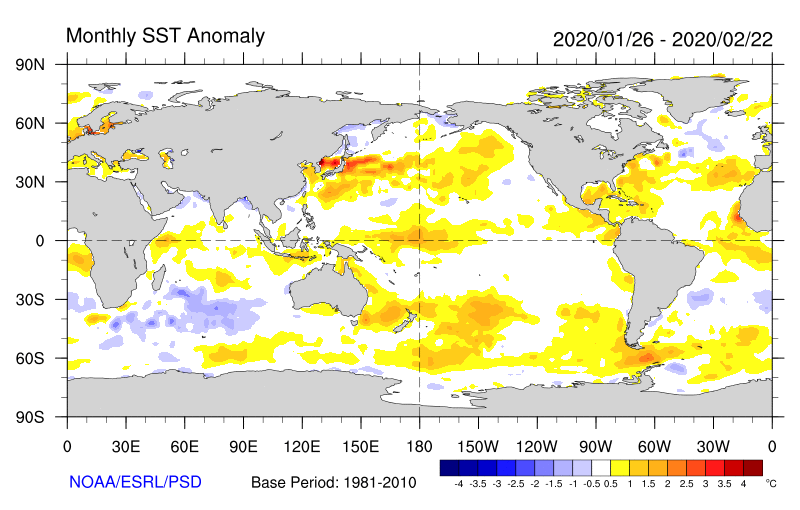 Monthly SST Anomaly
2020/01/26 - 2020/02/22
90N
60N
30N
0
30S
60S
90S
0 30E 60E 90E 120E 150E 180 150W 120W 90W 60W 30W 0
NOAA/ESRL/PSD
Base Period: 1981-2010
-4 -3.5 -3 -2.5 -2 -1.5 -1 -0.5 0.5 1 1.5 2 2.5 3 3.5 4 °C